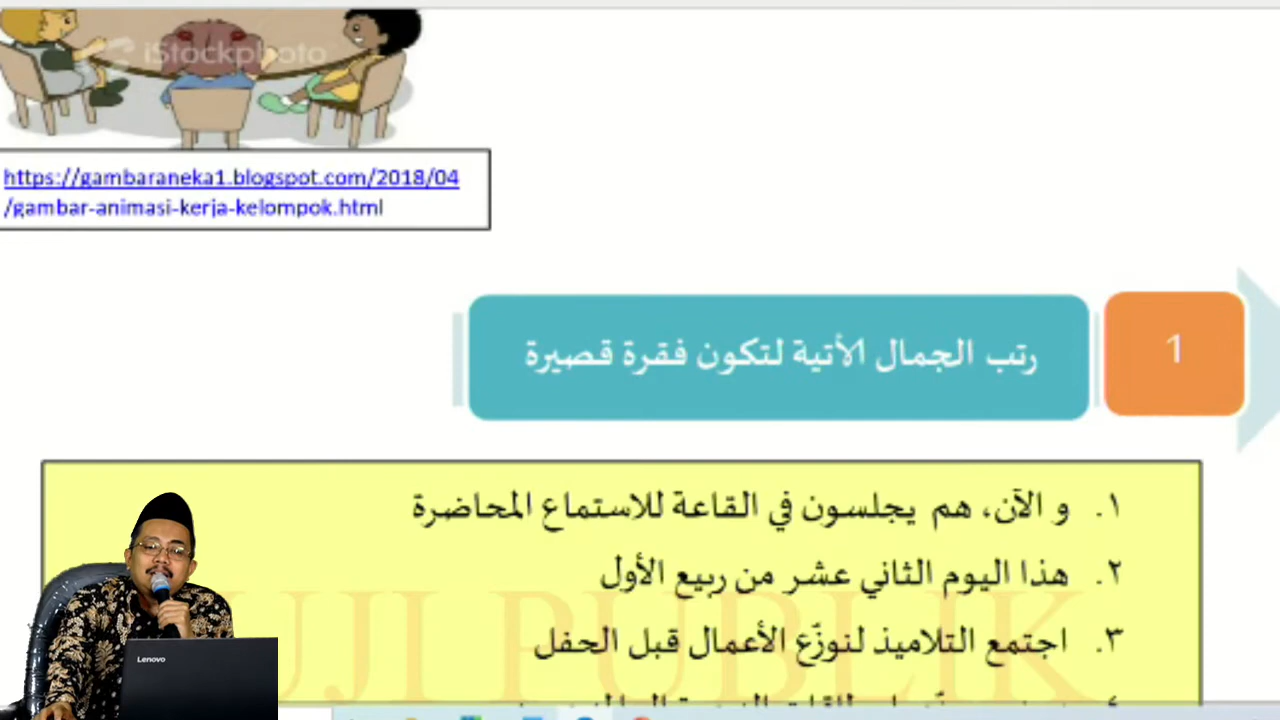 iStockphoto
https://gambaraneka1.blogspot.com/2018/04
/gambar-animasi-kerja-kelompok.html
1
رتب الجمال الأتية لتكون فقرة قصيرة
١. و الآن، هم يجلسون في القاعة للاستماع المحاضرة
٢. هذا اليوم الثاني عشر من ربيع الأول
٣. اجتمع التلاميذ لنوزّع الأعمال قبل الحفل
UJI PUBLIK
Lenovo